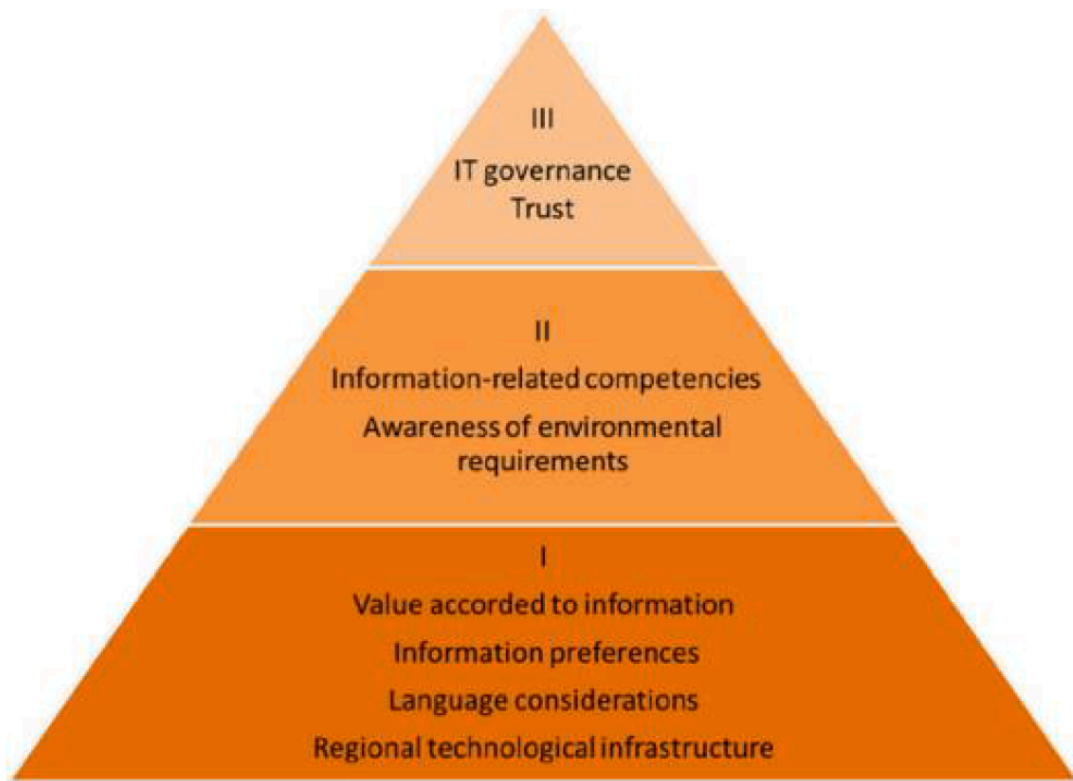 III
IT governance
Trust
II
Information-related competencies
Awareness of environmental
requirements
I
Value accorded to information
Information preferences
Language considerations
Regional technological infrastructure